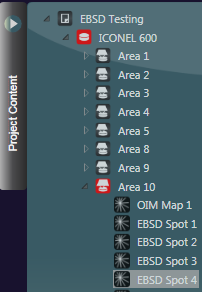 EBSD Testing
ICONEL 600
Area 1
Area 2
Area 3
Area 4
Area 5
Area 8
Area 9
Area 10
OIM Map 1
EBSD Spot 1
EBSD Spot 2
EBSD Spot 3
EBSD Spot 4
Project Content